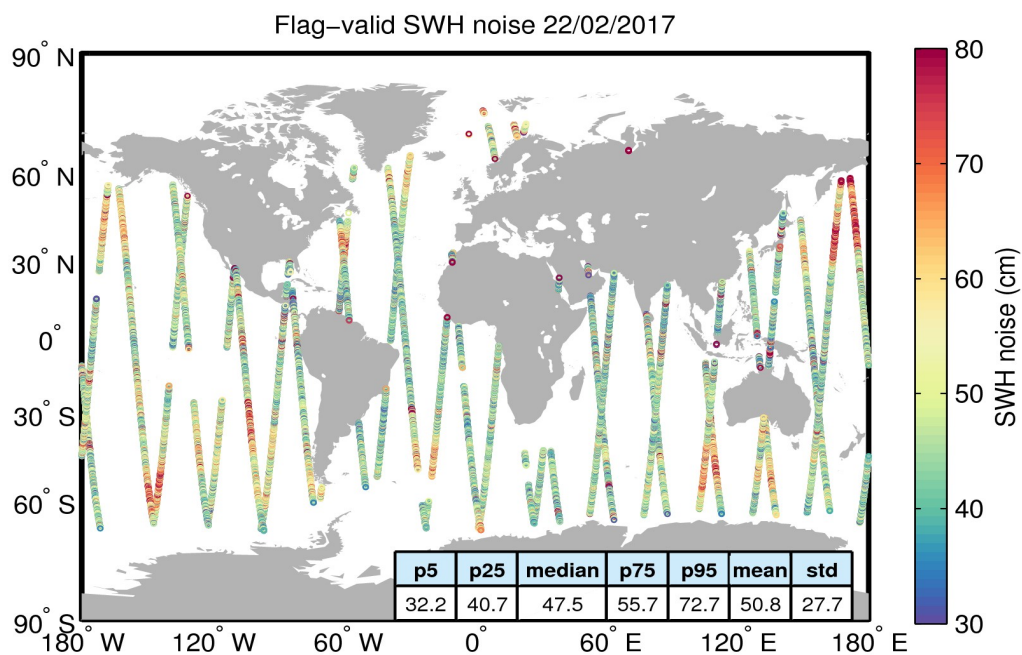 Flag−valid SWH noise 22/02/2017
90° N
60° N
30° N
0°
30° S
60° S
90° S
180° W
120° W
60° W
0°
60° E
120° E
180° E
p5 p25 median p75 p95 mean std
32.2 40.7 47.5 55.7 72.7 50.8 27.7
80
70
60
50
40
30
SWH noise (cm)